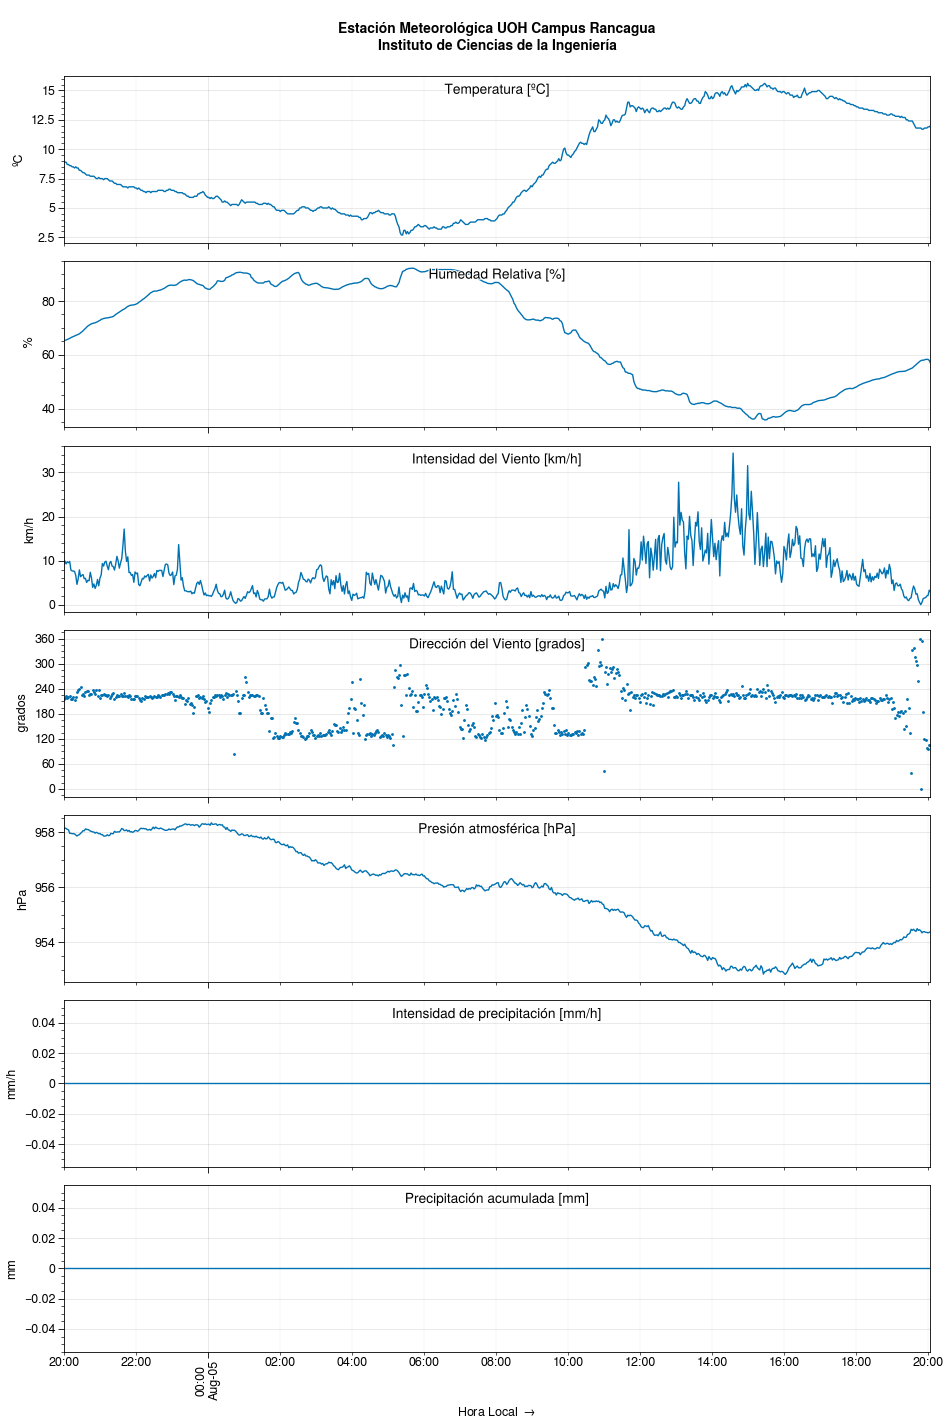 Estación Meteorológica UOH Campus Rancagua
Instituto de Ciencias de la Ingeniería
Temperatura [ºC]
15
12.5
10
7.5
5
2.5
ºC
Humedad Relativa [%]
80
60
40
%
Intensidad del Viento [km/h]
30
20
10
0
km/h
Dirección del Viento [grados]
360
300
240
180
120
60
0
grados
Presión atmosférica [hPa]
958
956
954
hPa
Intensidad de precipitación [mm/h]
0.04
0.02
0
−0.02
−0.04
mm/h
Precipitación acumulada [mm]
0.04
0.02
0
−0.02
−0.04
mm
20:00 22:00 00:00 02:00 04:00 06:00 08:00 10:00 12:00 14:00 16:00 18:00 20:00
Aug-05
Hora Local →